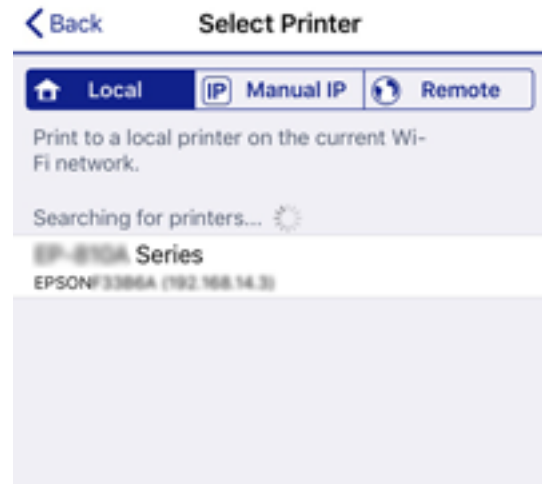 Back Select Printer
Local IP Manual IP Remote
Print to a local printer on the current Wi-
Fi network.
Searching for printers...
Series
EPSON